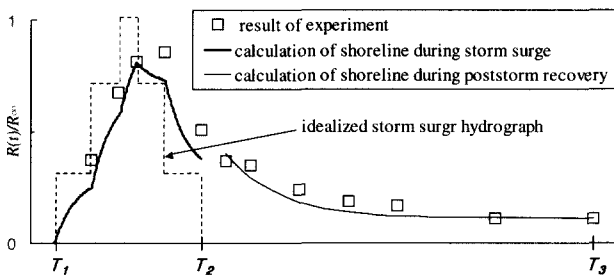 1
R(t)/R∞
0
□ result of experiment
calculation of shoreline during storm surge
calculation of shoreline during poststorm recovery
idealized storm surgr hydrograph
T1
T2
T3